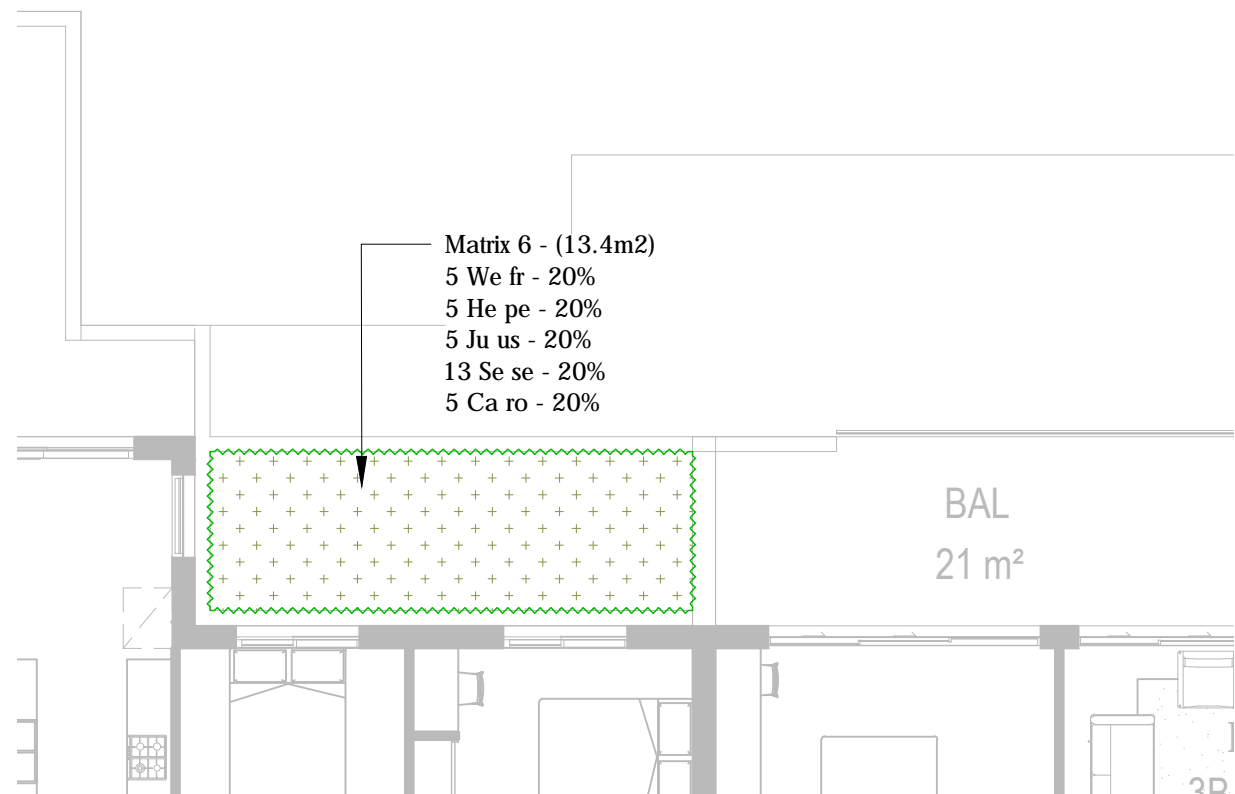 Matrix 6 - (13.4m2)
5 We fr - 20%
5 He pe - 20%
5 Ju us - 20%
13 Se se - 20%
5 Ca ro - 20%
BAL
21 m²